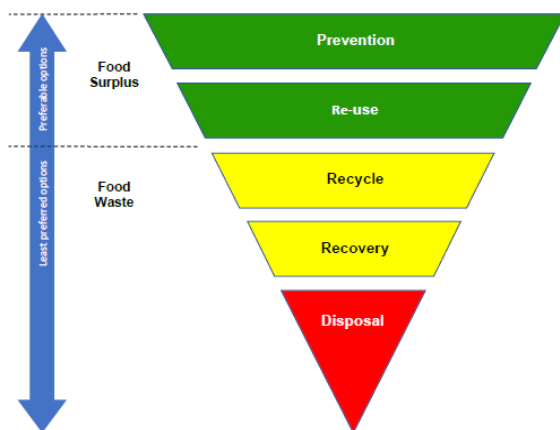 Prevention
Food
Surplus
Preferable options
Re-use
Recycle
Food
Waste
Least preferred options
Recovery
Disposal